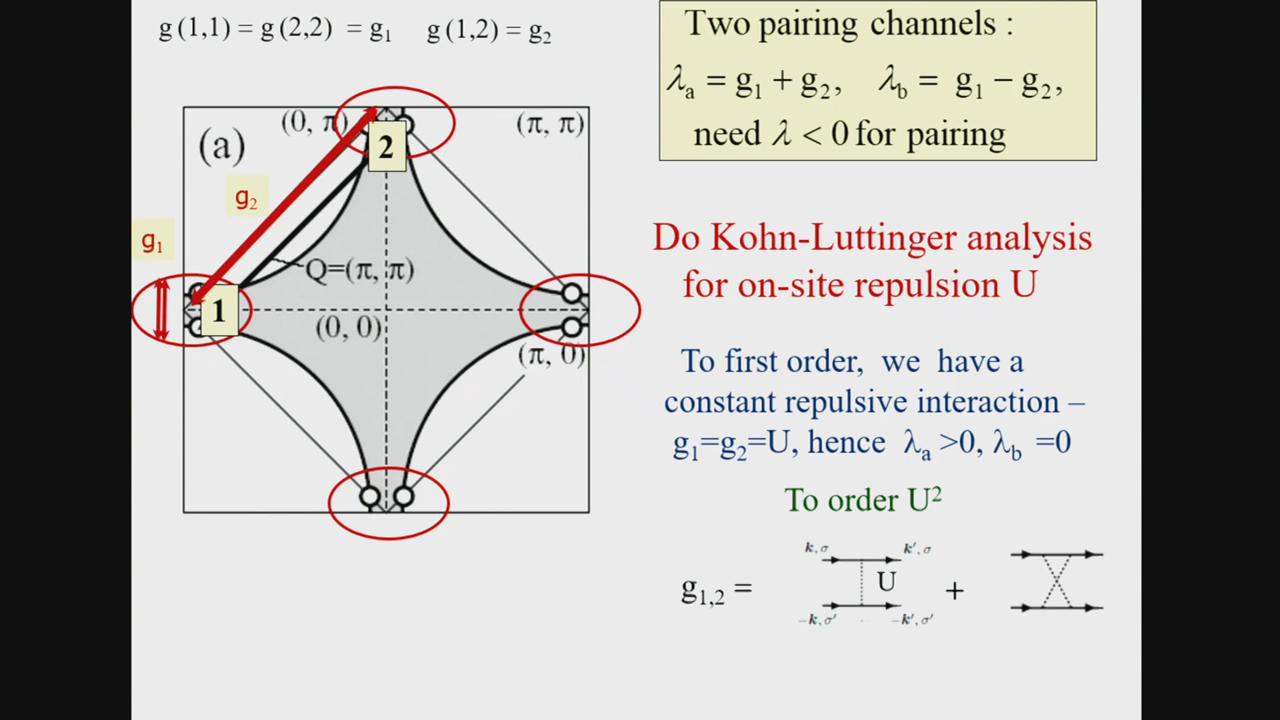 g (1,1) = g (2,2) = g₁ g (1,2) = g₂
Two pairing channels :
λₐ = g₁ + g₂, λ_b = g₁ − g₂,
need λ < 0 for pairing
(a)
(0, π)
(π, π)
2
g₂
g₁
Q=(π, π)
1
(0, 0)
(π, 0)
Do Kohn-Luttinger analysis
for on-site repulsion U
To first order, we have a
constant repulsive interaction –
g₁=g₂=U, hence λₐ >0, λ_b =0
To order U²
k,σ k′,σ
g₁,₂ = U +
−k,σ′ −k′,σ′